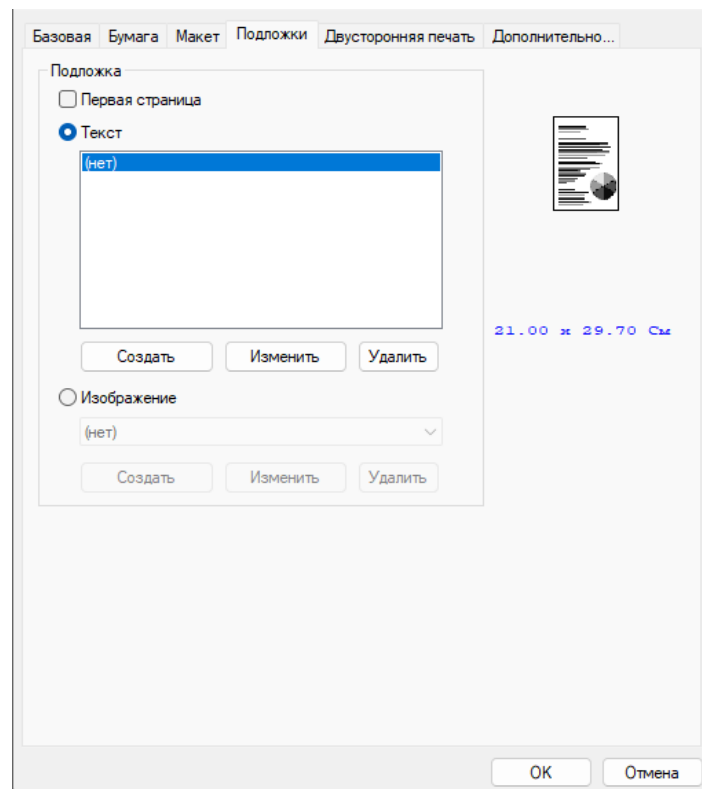 Базовая Бумага Макет Подложки Двусторонняя печать Дополнительно...
Подложка
Первая страница
Текст
(нет)
21.00 x 29.70 См
Создать Изменить Удалить
Изображение
(нет)
Создать Изменить Удалить
OK Отмена